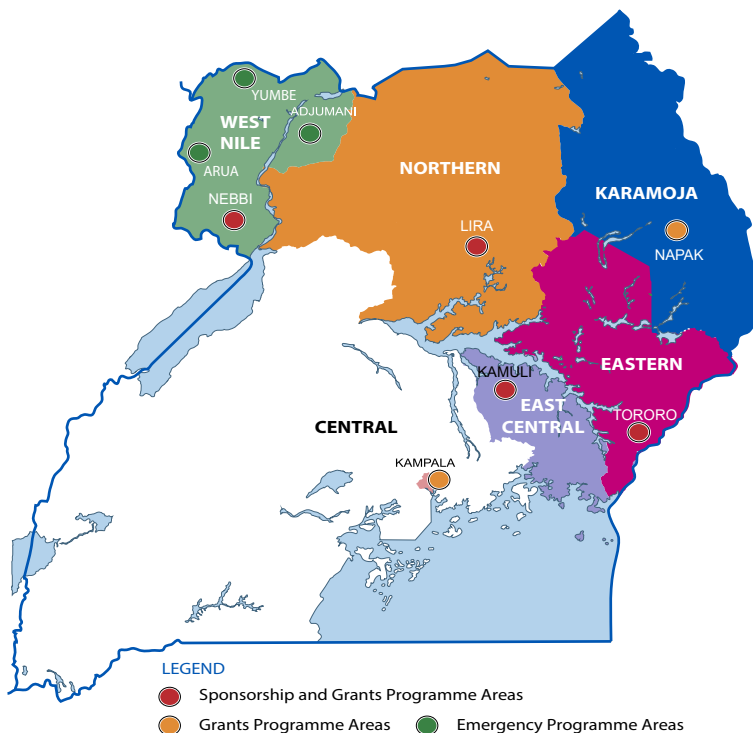 YUMBE
ADJUMANI
WEST
NILE
ARUA
NEBBI
NORTHERN
LIRA
KARAMOJA
NAPAK
EASTERN
KAMULI
EAST
CENTRAL
TORORO
CENTRAL
KAMPALA
LEGEND
Sponsorship and Grants Programme Areas
Grants Programme Areas
Emergency Programme Areas